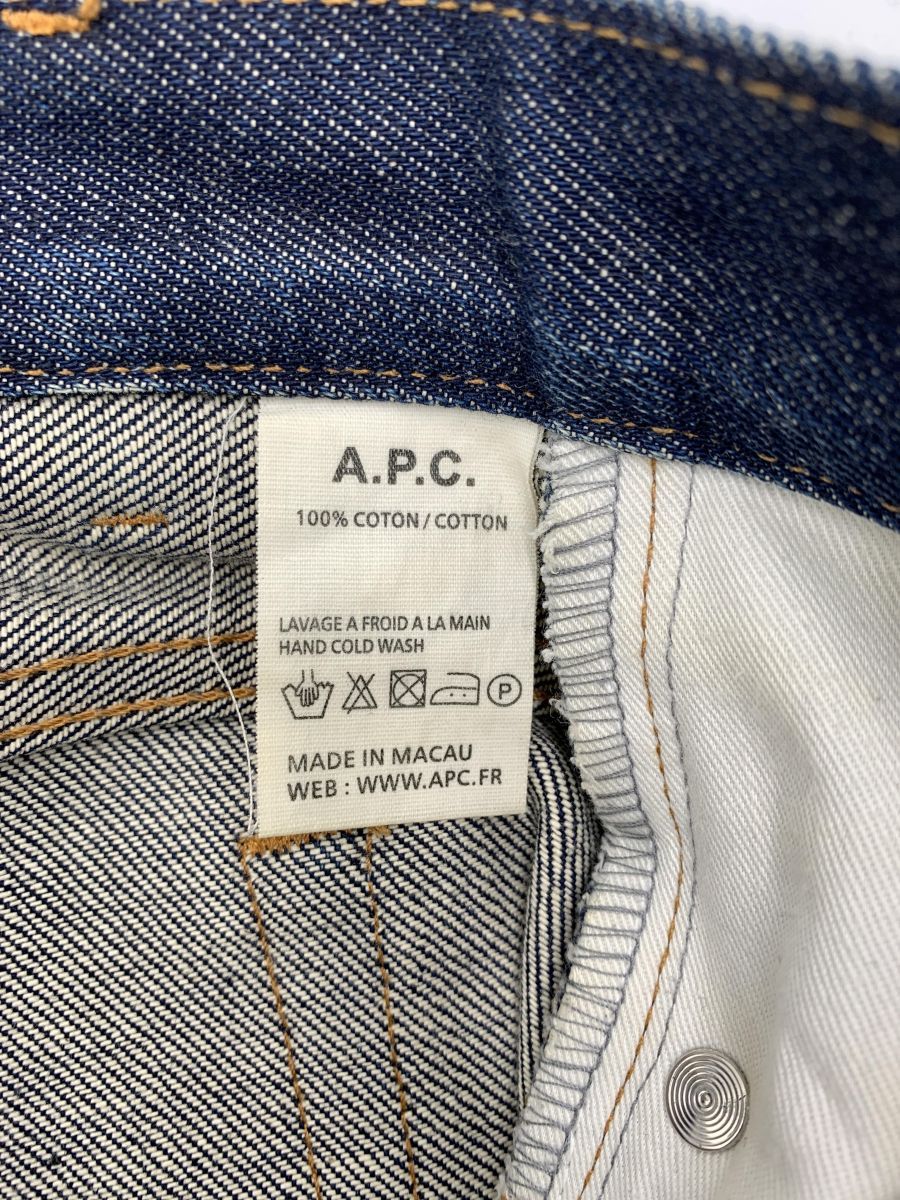 A.P.C.
100% COTON / COTTON
LAVAGE A FROID A LA MAIN
HAND COLD WASH
P
MADE IN MACAU
WEB : WWW.APC.FR